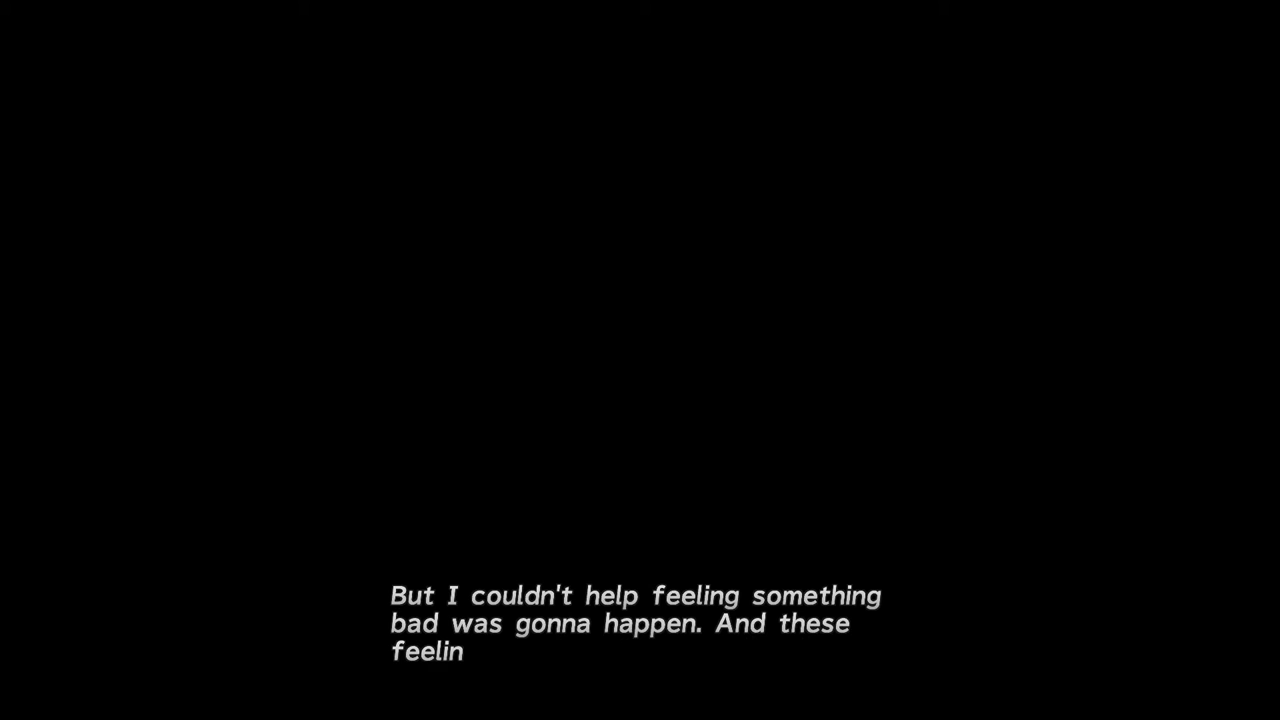 But I couldn't help feeling something
bad was gonna happen. And these
feelin